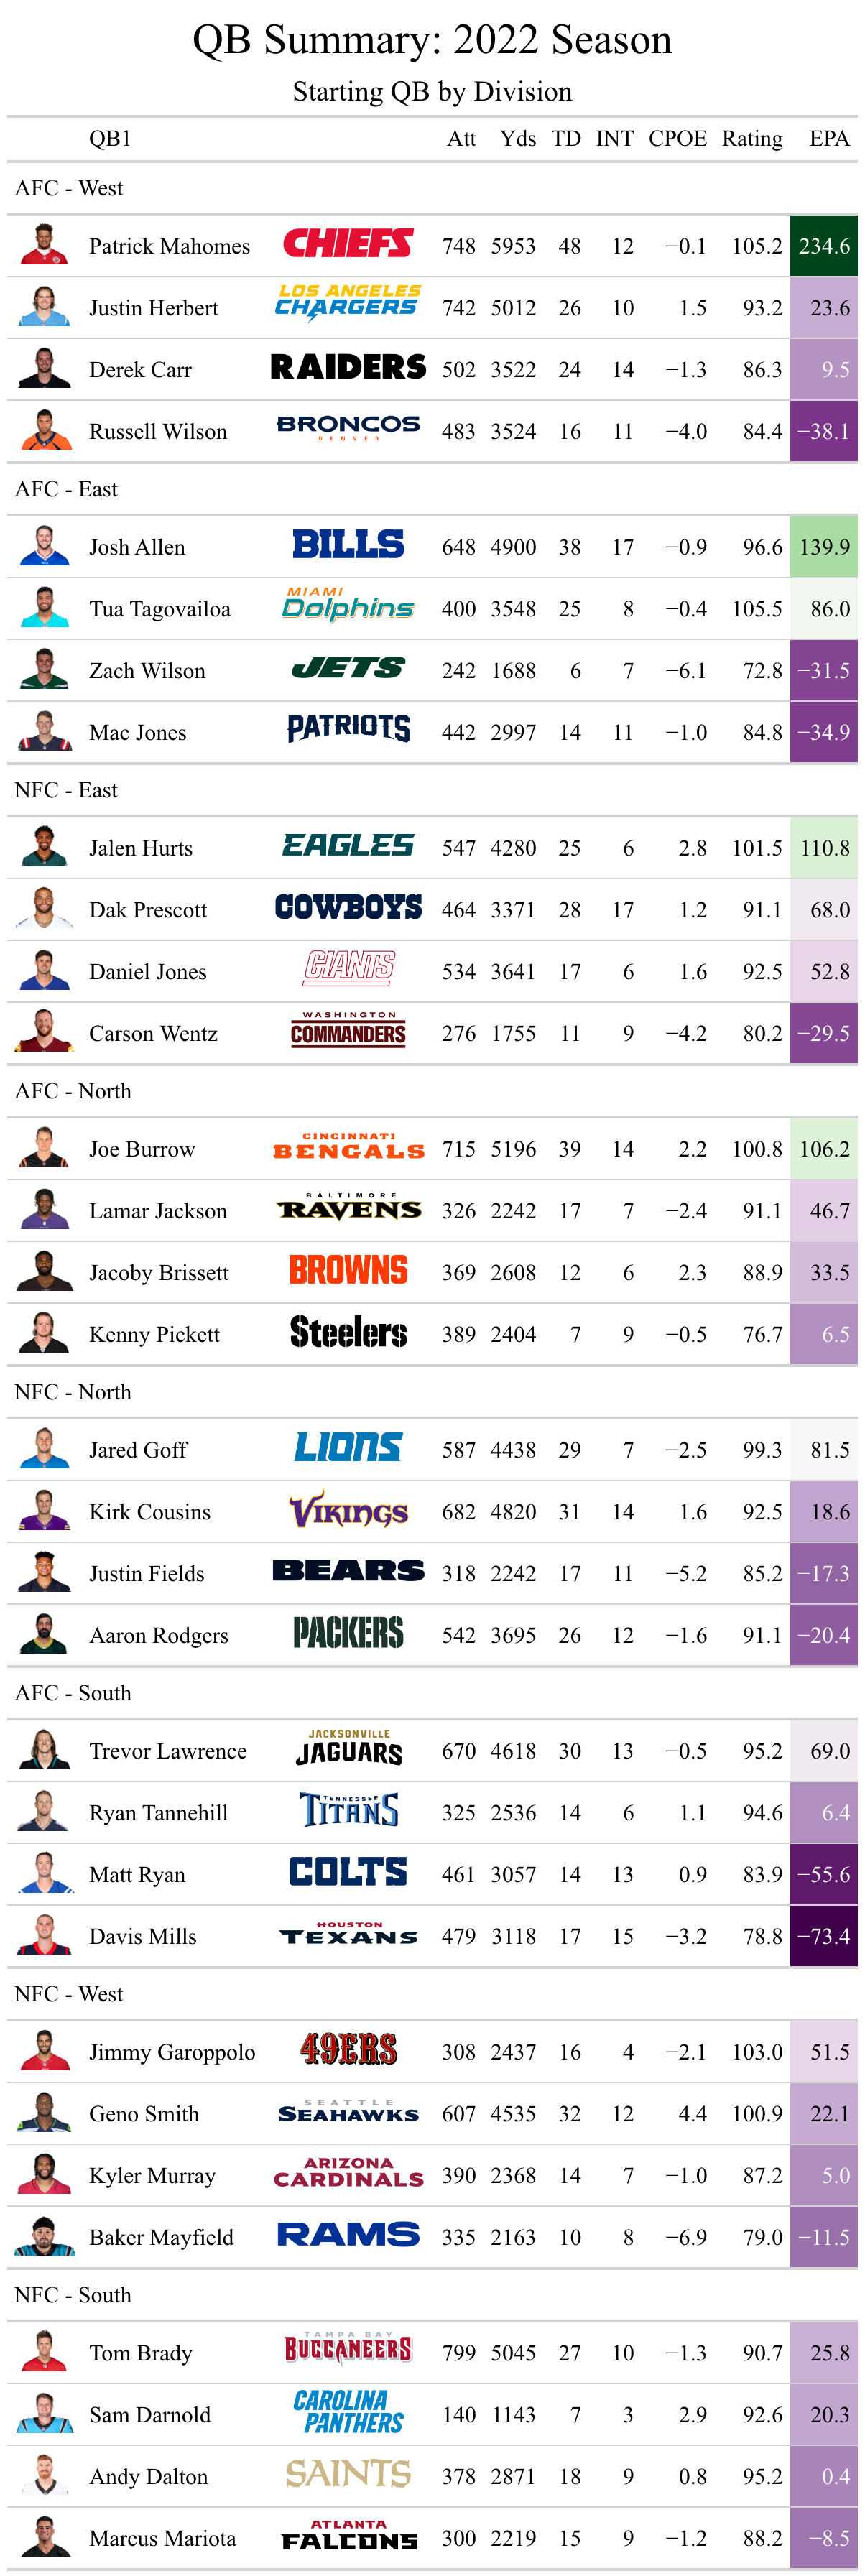 QB Summary: 2022 Season
Starting QB by Division
QB1 Att Yds TD INT CPOE Rating EPA
AFC - West
Patrick Mahomes CHIEFS 748 5953 48 12 −0.1 105.2 234.6
Justin Herbert LOS ANGELES CHARGERS 742 5012 26 10 1.5 93.2 23.6
Derek Carr RAIDERS 502 3522 24 14 −1.3 86.3 9.5
Russell Wilson BRONCOS DENVER 483 3524 16 11 −4.0 84.4 −38.1
AFC - East
Josh Allen BILLS 648 4900 38 17 −0.9 96.6 139.9
Tua Tagovailoa MIAMI Dolphins 400 3548 25 8 −0.4 105.5 86.0
Zach Wilson JETS 242 1688 6 7 −6.1 72.8 −31.5
Mac Jones PATRIOTS 442 2997 14 11 −1.0 84.8 −34.9
NFC - East
Jalen Hurts EAGLES 547 4280 25 6 2.8 101.5 110.8
Dak Prescott COWBOYS 464 3371 28 17 1.2 91.1 68.0
Daniel Jones GIANTS 534 3641 17 6 1.6 92.5 52.8
Carson Wentz WASHINGTON COMMANDERS 276 1755 11 9 −4.2 80.2 −29.5
AFC - North
Joe Burrow CINCINNATI BENGALS 715 5196 39 14 2.2 100.8 106.2
Lamar Jackson BALTIMORE RAVENS 326 2242 17 7 −2.4 91.1 46.7
Jacoby Brissett BROWNS 369 2608 12 6 2.3 88.9 33.5
Kenny Pickett Steelers 389 2404 7 9 −0.5 76.7 6.5
NFC - North
Jared Goff LIONS 587 4438 29 7 −2.5 99.3 81.5
Kirk Cousins VIKINGS 682 4820 31 14 1.6 92.5 18.6
Justin Fields BEARS 318 2242 17 11 −5.2 85.2 −17.3
Aaron Rodgers PACKERS 542 3695 26 12 −1.6 91.1 −20.4
AFC - South
Trevor Lawrence JACKSONVILLE JAGUARS 670 4618 30 13 −0.5 95.2 69.0
Ryan Tannehill TENNESSEE TITANS 325 2536 14 6 1.1 94.6 6.4
Matt Ryan COLTS 461 3057 14 13 0.9 83.9 −55.6
Davis Mills HOUSTON TEXANS 479 3118 17 15 −3.2 78.8 −73.4
NFC - West
Jimmy Garoppolo 49ERS 308 2437 16 4 −2.1 103.0 51.5
Geno Smith SEATTLE SEAHAWKS 607 4535 32 12 4.4 100.9 22.1
Kyler Murray ARIZONA CARDINALS 390 2368 14 7 −1.0 87.2 5.0
Baker Mayfield RAMS 335 2163 10 8 −6.9 79.0 −11.5
NFC - South
Tom Brady TAMPA BAY BUCCANEERS 799 5045 27 10 −1.3 90.7 25.8
Sam Darnold CAROLINA PANTHERS 140 1143 7 3 2.9 92.6 20.3
Andy Dalton SAINTS 378 2871 18 9 0.8 95.2 0.4
Marcus Mariota ATLANTA FALCONS 300 2219 15 9 −1.2 88.2 −8.5